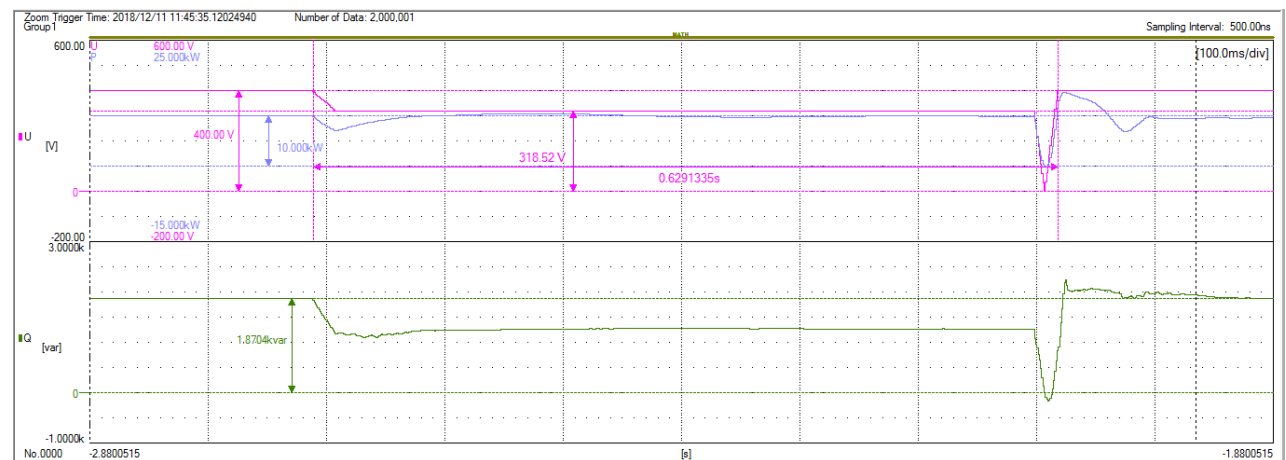 Zoom Trigger Time: 2018/12/11 11:45:35.12024940 Number of Data: 2,000,001
Group1 Sampling Interval: 500.00ns
MATH
600.00 U 600.00 V
P 25.000kW [100.0ms/div]
400.00 V
U
[V] 10.000kW
318.52 V
0.6291335s
0
-15.000kW
-200.00 -200.00 V
3.0000k
1.8704kvar
Q
[var]
0
-1.0000k
No.0000 -2.8800515 [s] -1.8800515